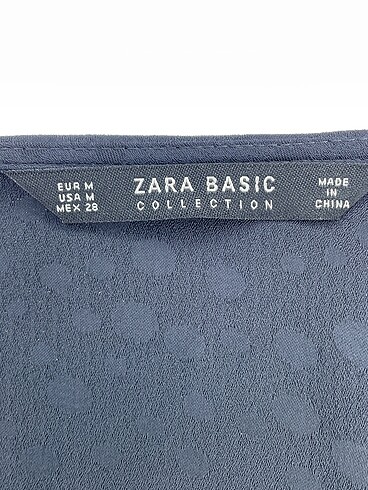 EUR M
USA M
MEX 28
ZARA BASIC
COLLECTION
MADE
IN
CHINA